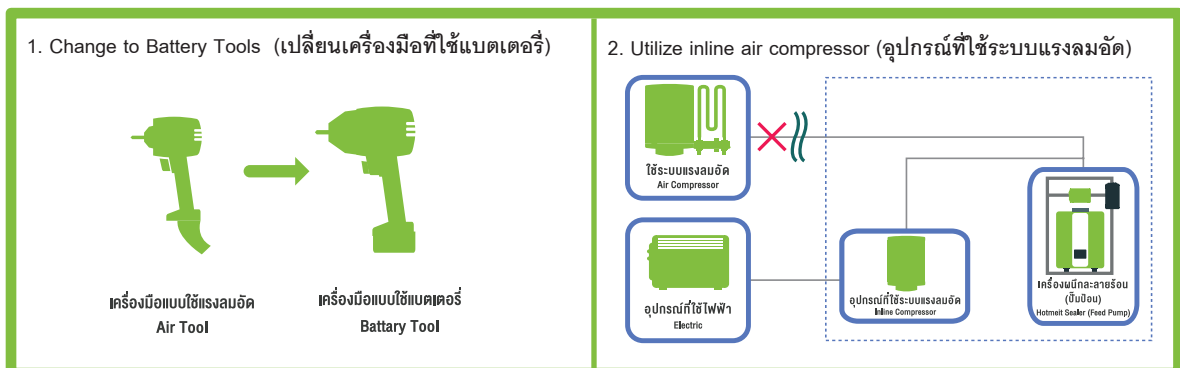 1. Change to Battery Tools (เปลี่ยนเครื่องมือที่ใช้แบตเตอรี่)
เครื่องมือแบบใช้แรงลมอัด
Air Tool
เครื่องมือแบบใช้แบตเตอรี่
Battary Tool
2. Utilize inline air compressor (อุปกรณ์ที่ใช้ระบบแรงลมอัด)
ใช้ระบบแรงลมอัด
Air Compressor
อุปกรณ์ที่ใช้ไฟฟ้า
Electric
อุปกรณ์ที่ใช้ระบบแรงลมอัด
Inline Compressor
เครื่องผนึกละลายร้อน
(ปั๊มป้อน)
Hotmeit Sealer (Feed Pump)